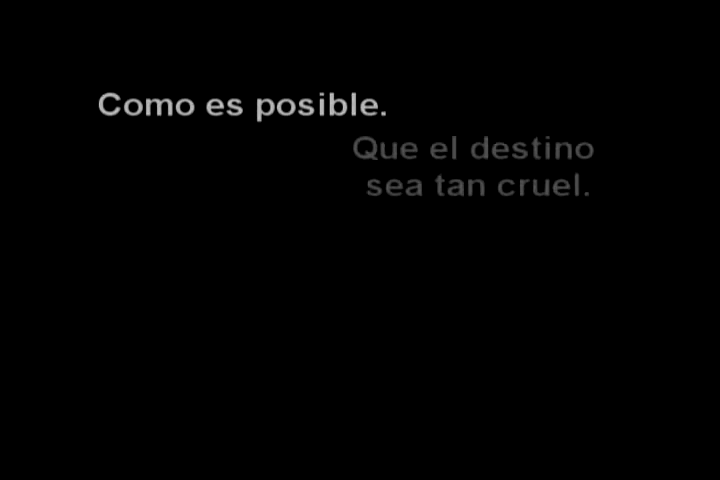 Como es posible.
Que el destino
sea tan cruel.